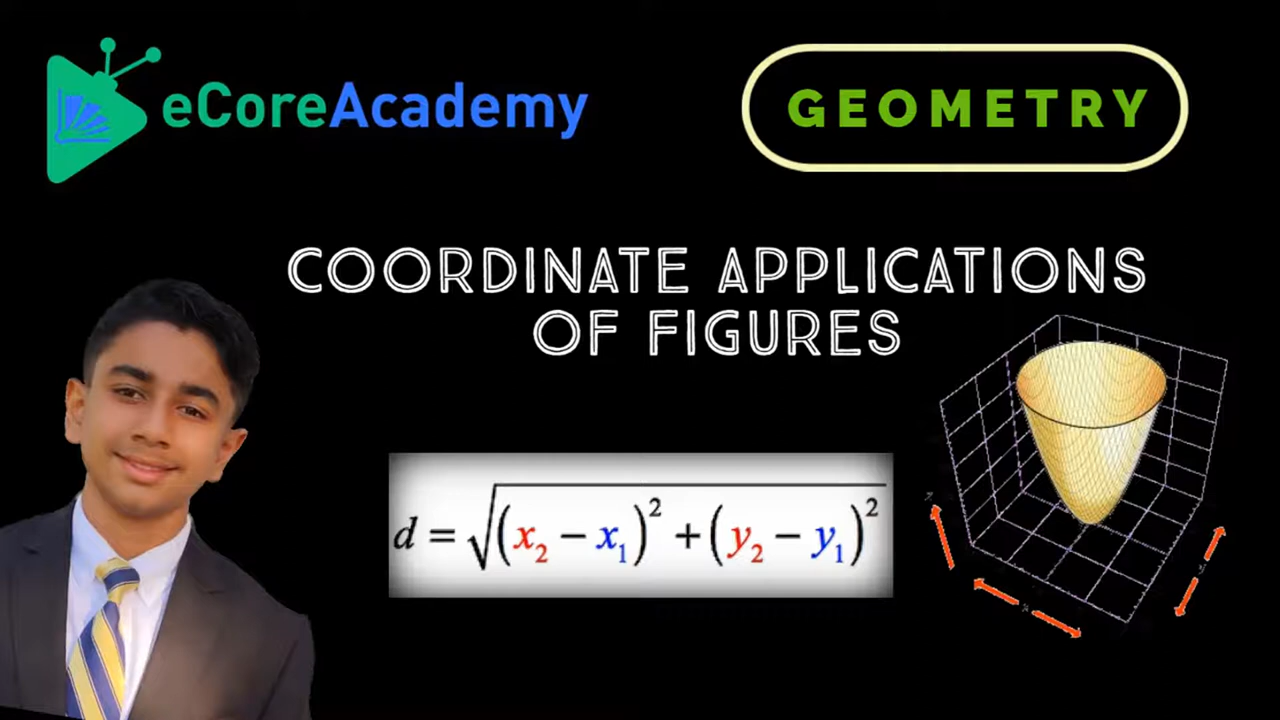 eCoreAcademy
GEOMETRY
COORDINATE APPLICATIONS
OF FIGURES
d = √(x₂ − x₁)² + (y₂ − y₁)²